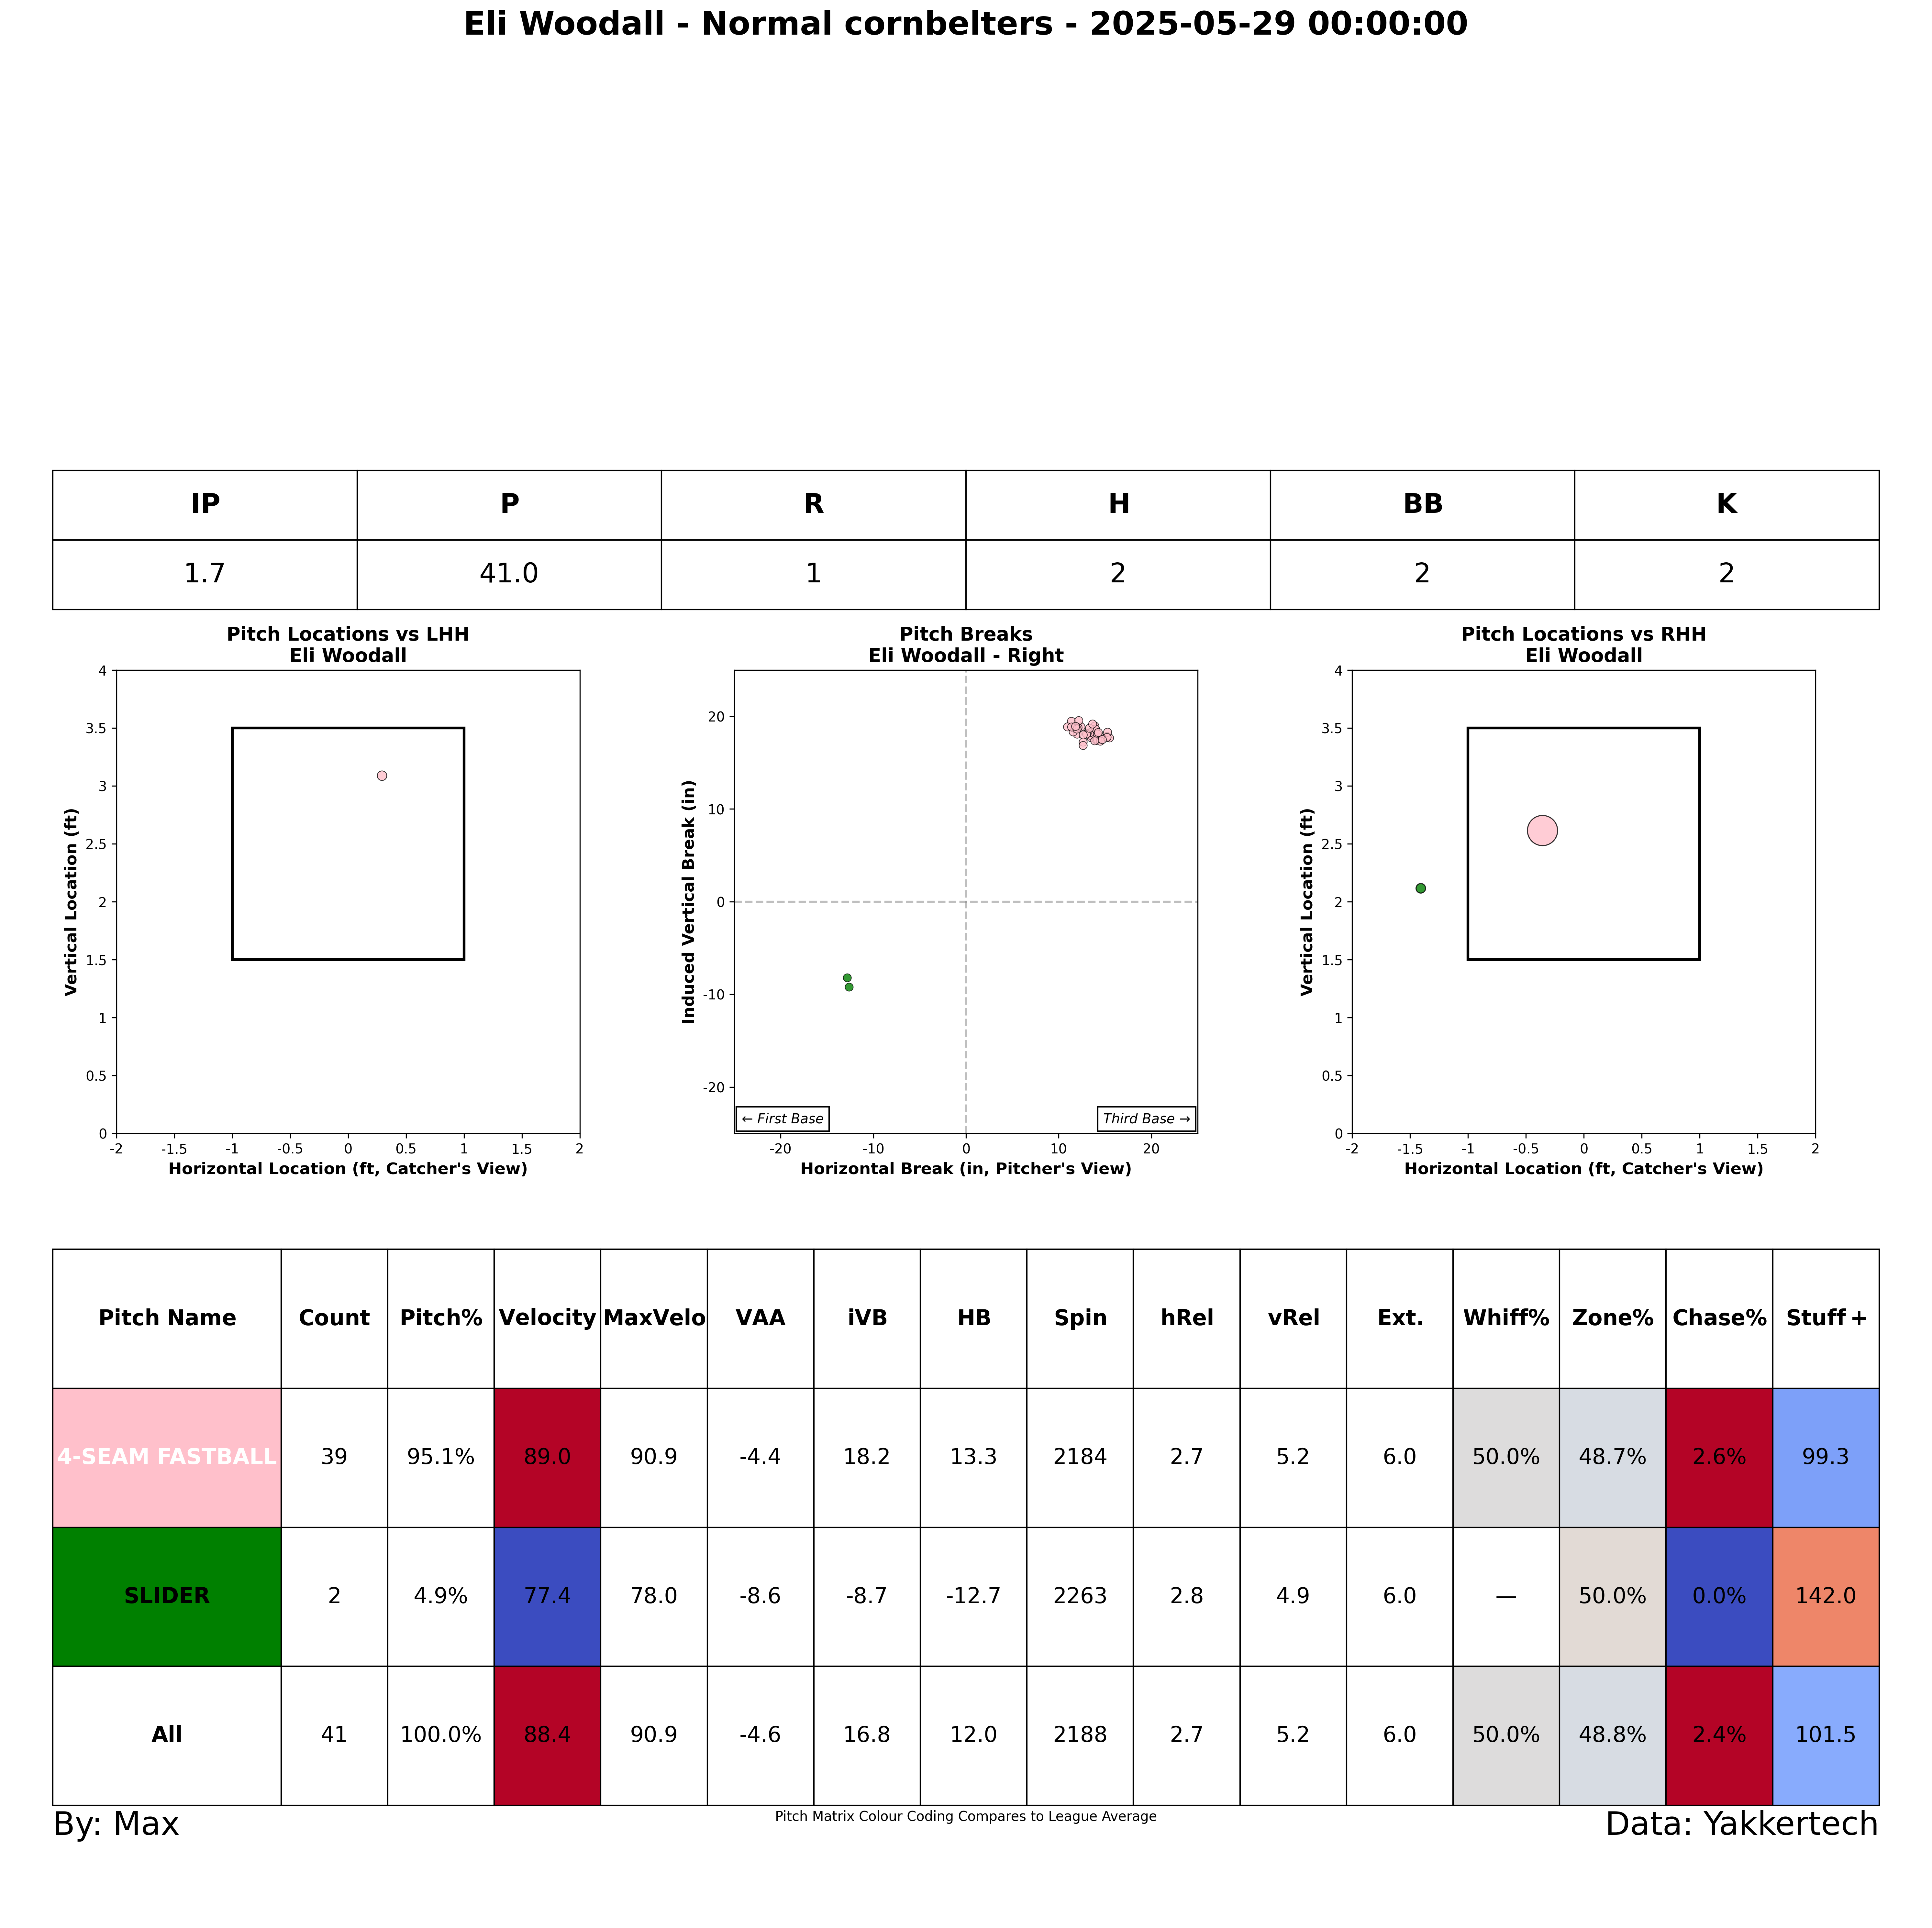 Eli Woodall - Normal cornbelters - 2025-05-29 00:00:00
IP P R H BB K
1.7 41.0 1 2 2 2
Pitch Locations vs LHH
Eli Woodall
4
3.5
3
2.5
2
1.5
1
0.5
0
-2 -1.5 -1 -0.5 0 0.5 1 1.5 2
Vertical Location (ft)
Horizontal Location (ft, Catcher's View)
Pitch Breaks
Eli Woodall - Right
20
10
0
-10
-20
← First Base
Third Base →
-20 -10 0 10 20
Induced Vertical Break (in)
Horizontal Break (in, Pitcher's View)
Pitch Locations vs RHH
Eli Woodall
4
3.5
3
2.5
2
1.5
1
0.5
0
-2 -1.5 -1 -0.5 0 0.5 1 1.5 2
Vertical Location (ft)
Horizontal Location (ft, Catcher's View)
Pitch Name Count Pitch% Velocity MaxVelo VAA iVB HB Spin hRel vRel Ext. Whiff% Zone% Chase% Stuff+
4-SEAM FASTBALL 39 95.1% 89.0 90.9 -4.4 18.2 13.3 2184 2.7 5.2 6.0 50.0% 48.7% 2.6% 99.3
SLIDER 2 4.9% 77.4 78.0 -8.6 -8.7 -12.7 2263 2.8 4.9 6.0 — 50.0% 0.0% 142.0
All 41 100.0% 88.4 90.9 -4.6 16.8 12.0 2188 2.7 5.2 6.0 50.0% 48.8% 2.4% 101.5
By: Max
Pitch Matrix Colour Coding Compares to League Average
Data: Yakkertech